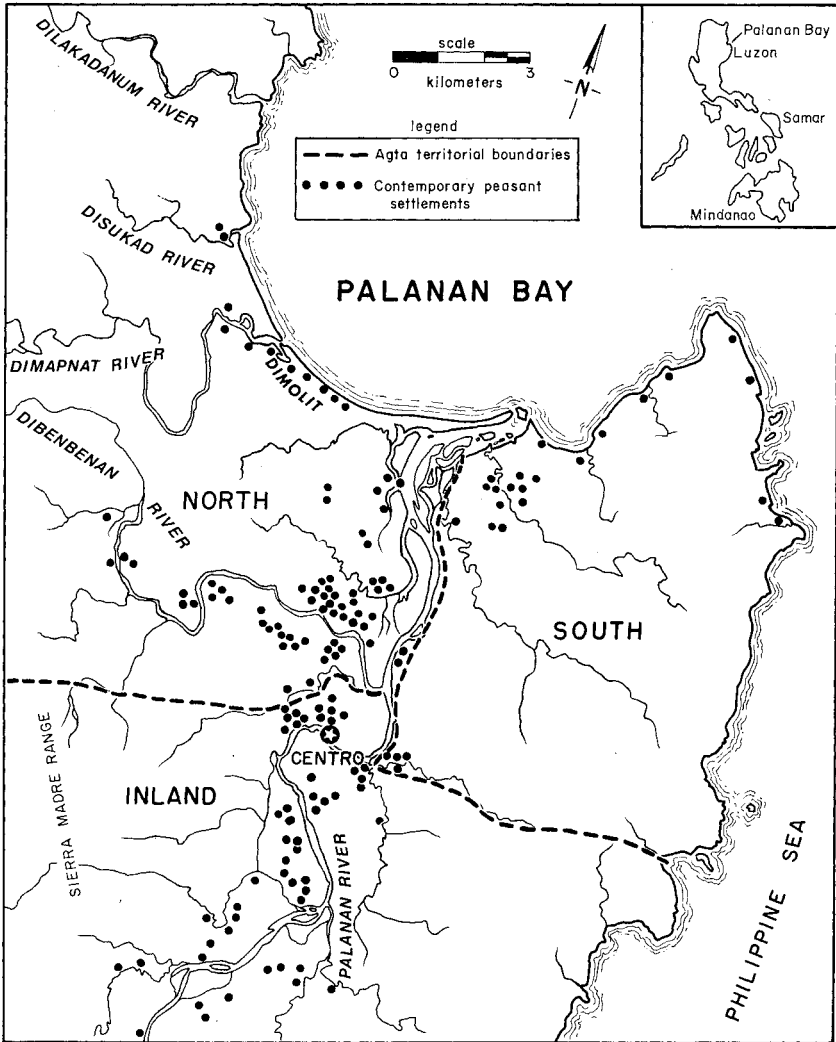 DILAKADANUM RIVER
scale
0 3
kilometers
N
Palanan Bay
Luzon
Samar
Mindanao
legend
Agta territorial boundaries
Contemporary peasant
settlements
DISUKAD RIVER
PALANAN BAY
DIMAPNAT RIVER
DIMOLIT
DIBENBENAN
RIVER
NORTH
SOUTH
CENTRO
INLAND
SIERRA MADRE RANGE
PALANAN RIVER
PHILIPPINE SEA